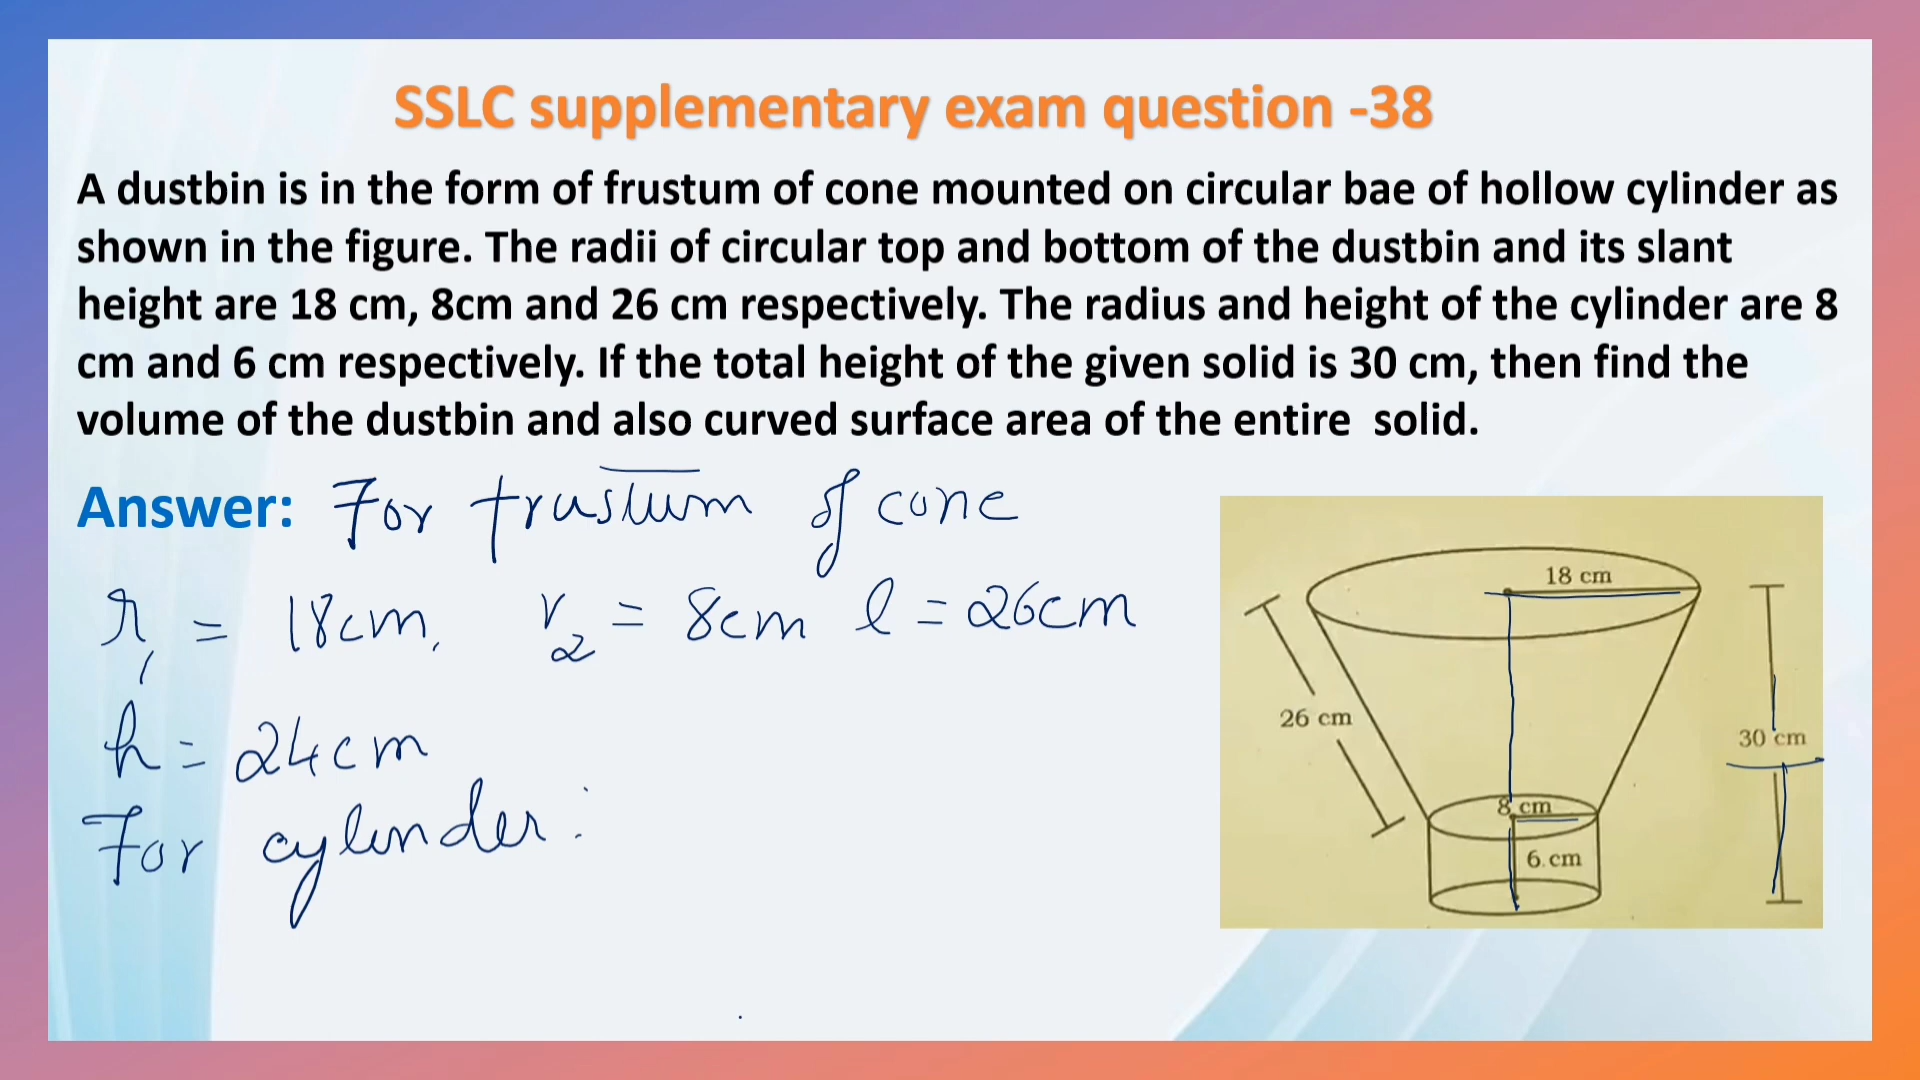 SSLC supplementary exam question -38
A dustbin is in the form of frustum of cone mounted on circular bae of hollow cylinder as
shown in the figure. The radii of circular top and bottom of the dustbin and its slant
height are 18 cm, 8cm and 26 cm respectively. The radius and height of the cylinder are 8
cm and 6 cm respectively. If the total height of the given solid is 30 cm, then find the
volume of the dustbin and also curved surface area of the entire solid.
Answer: For frustum of cone
r1 = 18cm, r2 = 8cm l = 26cm
h = 24cm
For cylinder :
18 cm
26 cm
30 cm
8 cm
6.cm